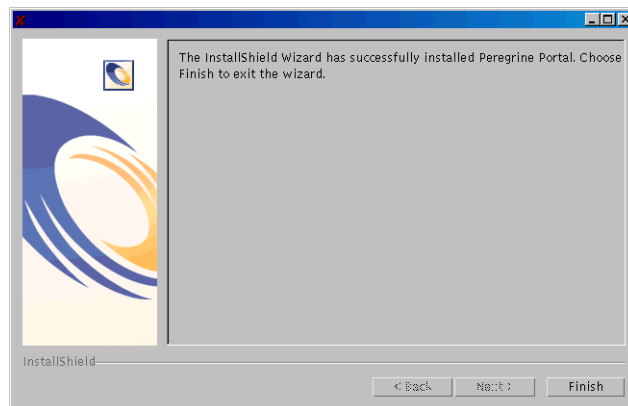 The InstallShield Wizard has successfully installed Peregrine Portal. Choose
Finish to exit the wizard.
InstallShield
< Back
Next >
Finish